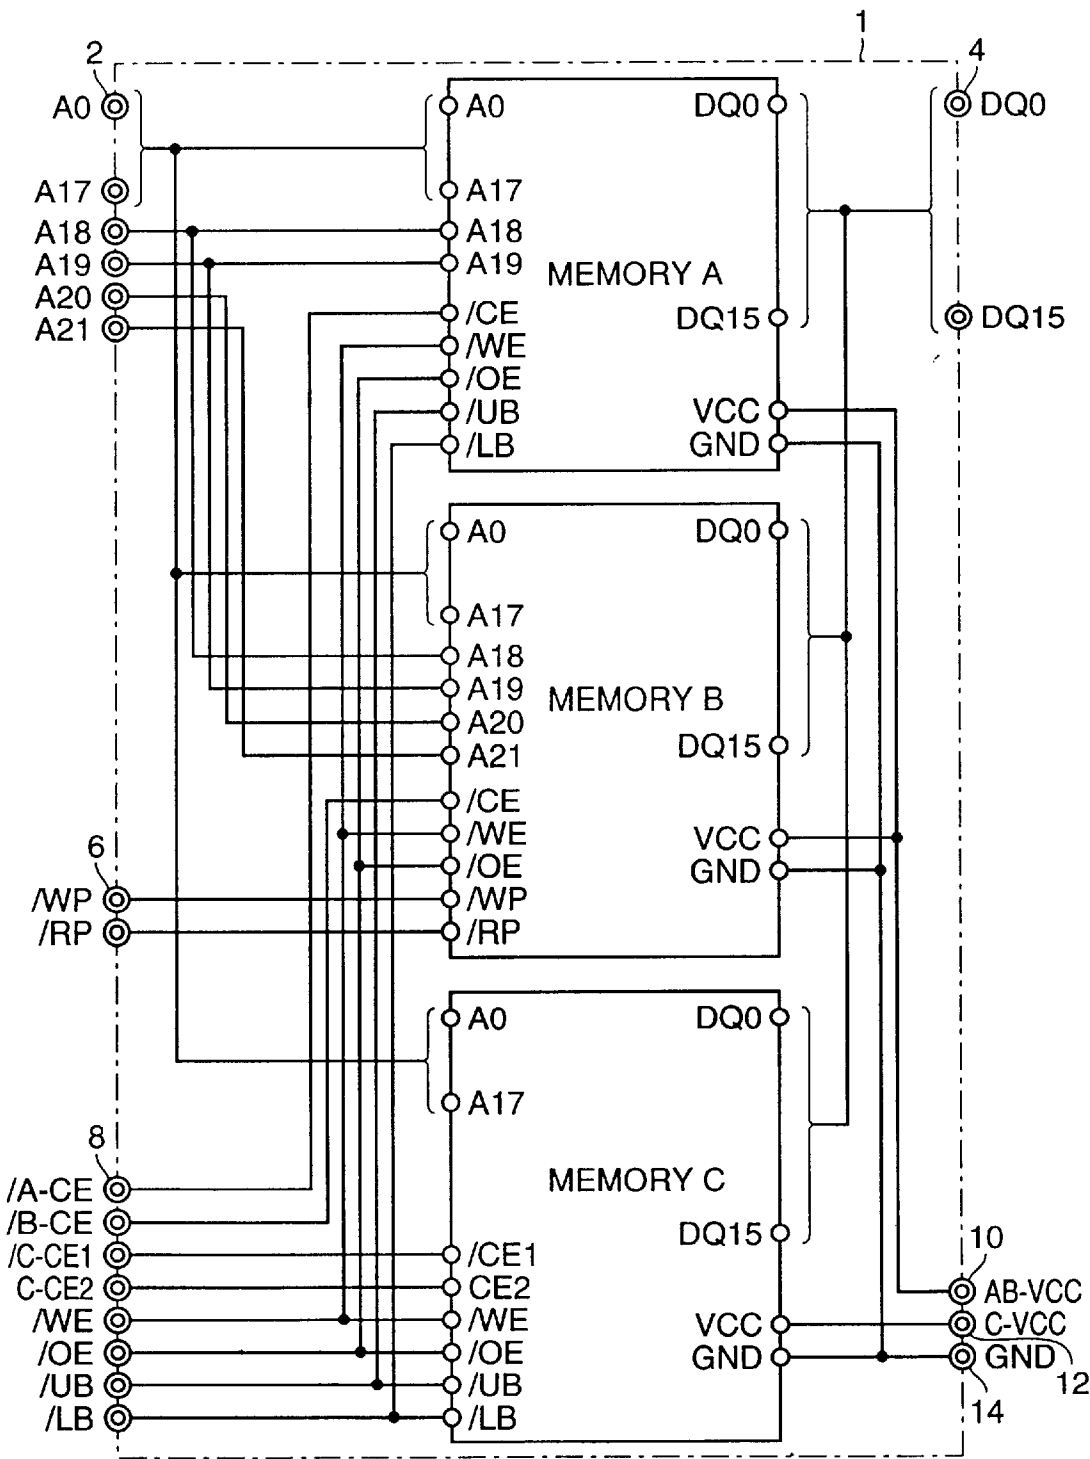 1
2
4
A0
A0
DQ0
DQ0
A17
A17
A18
A18
A19
A19
MEMORY A
A20
A21
/CE
DQ15
DQ15
/WE
/OE
/UB
VCC
/LB
GND
A0
DQ0
A17
A18
A19
MEMORY B
A20
DQ15
A21
/CE
/WE
VCC
/OE
GND
6
/WP
/WP
/RP
/RP
A0
DQ0
A17
8
MEMORY C
/A-CE
/B-CE
DQ15
/C-CE1
/CE1
10
C-CE2
CE2
AB-VCC
/WE
/WE
VCC
C-VCC
/OE
/OE
GND
GND
12
/UB
/UB
14
/LB
/LB